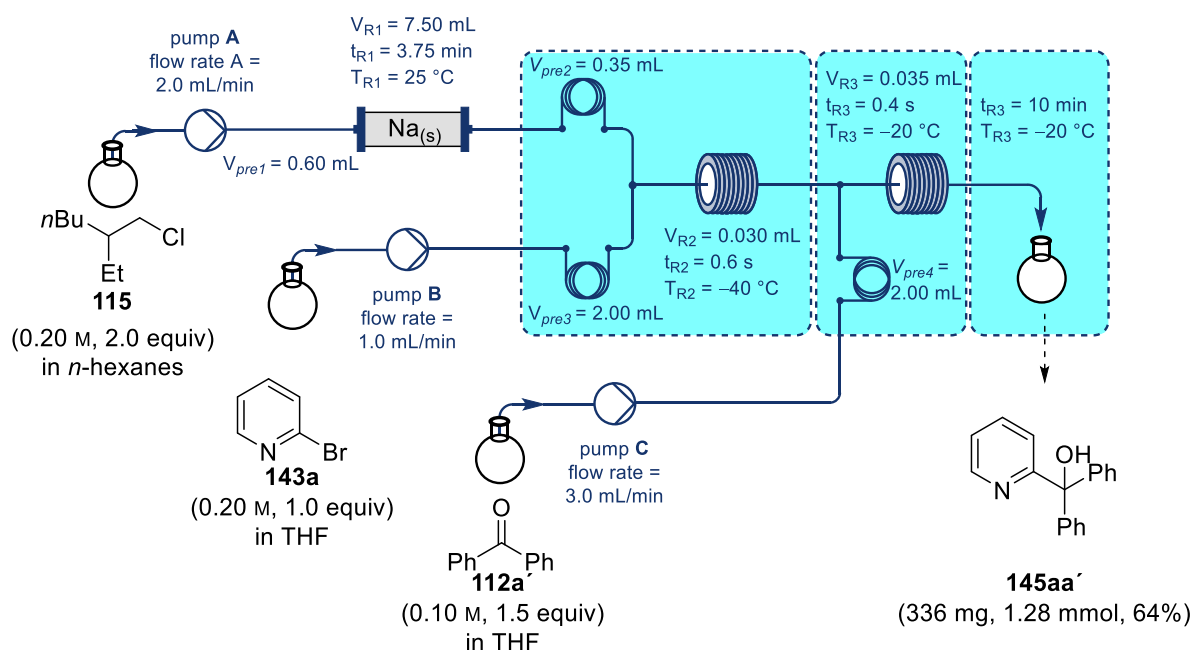 pump A
flow rate A =
2.0 mL/min
V_R1 = 7.50 mL
t_R1 = 3.75 min
T_R1 = 25 °C
Na(s)
V_pre1 = 0.60 mL
nBu
Cl
Et
115
(0.20 M, 2.0 equiv)
in n-hexanes
pump B
flow rate =
1.0 mL/min
N
Br
143a
(0.20 M, 1.0 equiv)
in THF
V_pre2 = 0.35 mL
V_pre3 = 2.00 mL
V_R2 = 0.030 mL
t_R2 = 0.6 s
T_R2 = −40 °C
pump C
flow rate =
3.0 mL/min
O
Ph
Ph
112a´
(0.10 M, 1.5 equiv)
in THF
V_R3 = 0.035 mL
t_R3 = 0.4 s
T_R3 = −20 °C
V_pre4 =
2.00 mL
t_R3 = 10 min
T_R3 = −20 °C
N
OH
Ph
Ph
145aa´
(336 mg, 1.28 mmol, 64%)